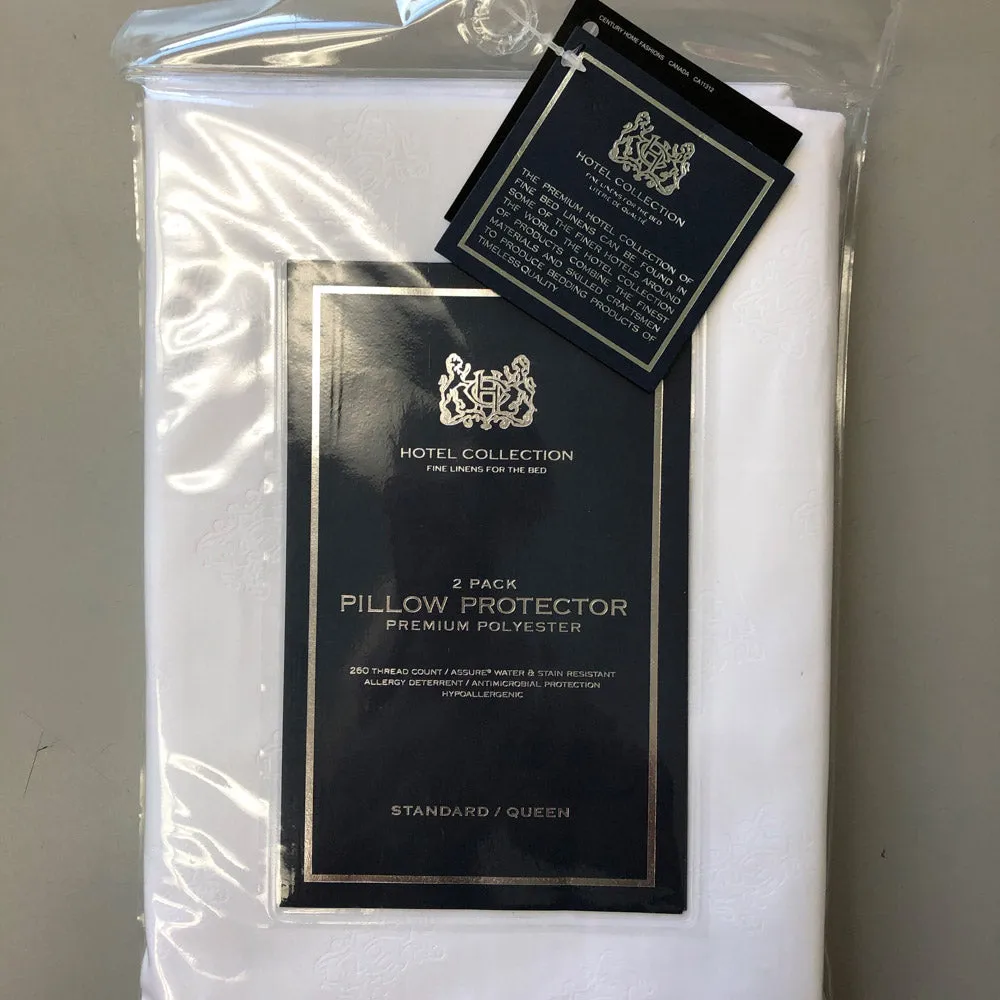 CENTURY HOME FASHIONS CANADA CA11312
HOTEL COLLECTION
FINE LINENS FOR THE BED
LITERIE DE QUALITÉ
THE PREMIUM HOTEL COLLECTION OF
FINE BED LINENS CAN BE FOUND IN
SOME OF THE FINER HOTELS AROUND
THE WORLD THE HOTEL COLLECTION
OF PRODUCTS COMBINE THE FINEST
MATERIALS AND SKILLED CRAFTSMEN
TO PRODUCE BEDDING PRODUCTS OF
TIMELESS QUALITY
HOTEL COLLECTION
FINE LINENS FOR THE BED
2 PACK
PILLOW PROTECTOR
PREMIUM POLYESTER
260 THREAD COUNT / ASSURE® WATER & STAIN RESISTANT
ALLERGY DETERRENT / ANTIMICROBIAL PROTECTION
HYPOALLERGENIC
STANDARD / QUEEN